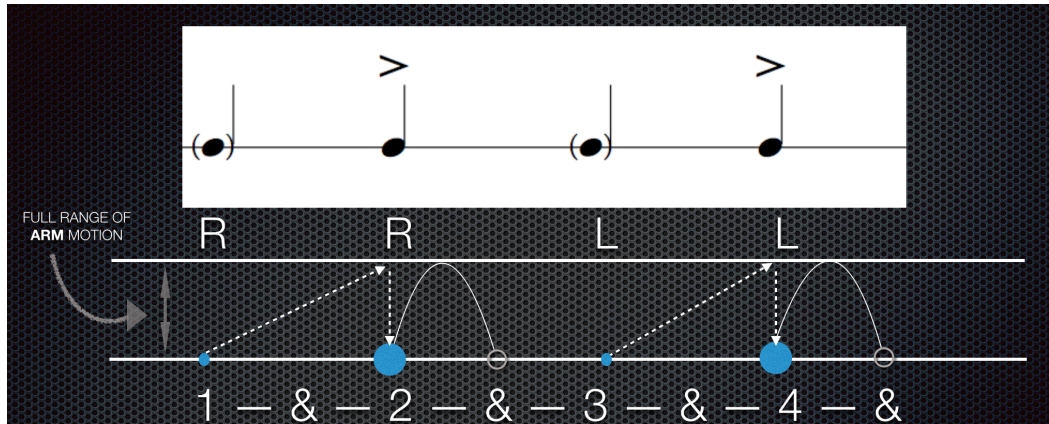 > >
( ) ( )
FULL RANGE OF
ARM MOTION
R R L L
1 — & — 2 — & — 3 — & — 4 — &